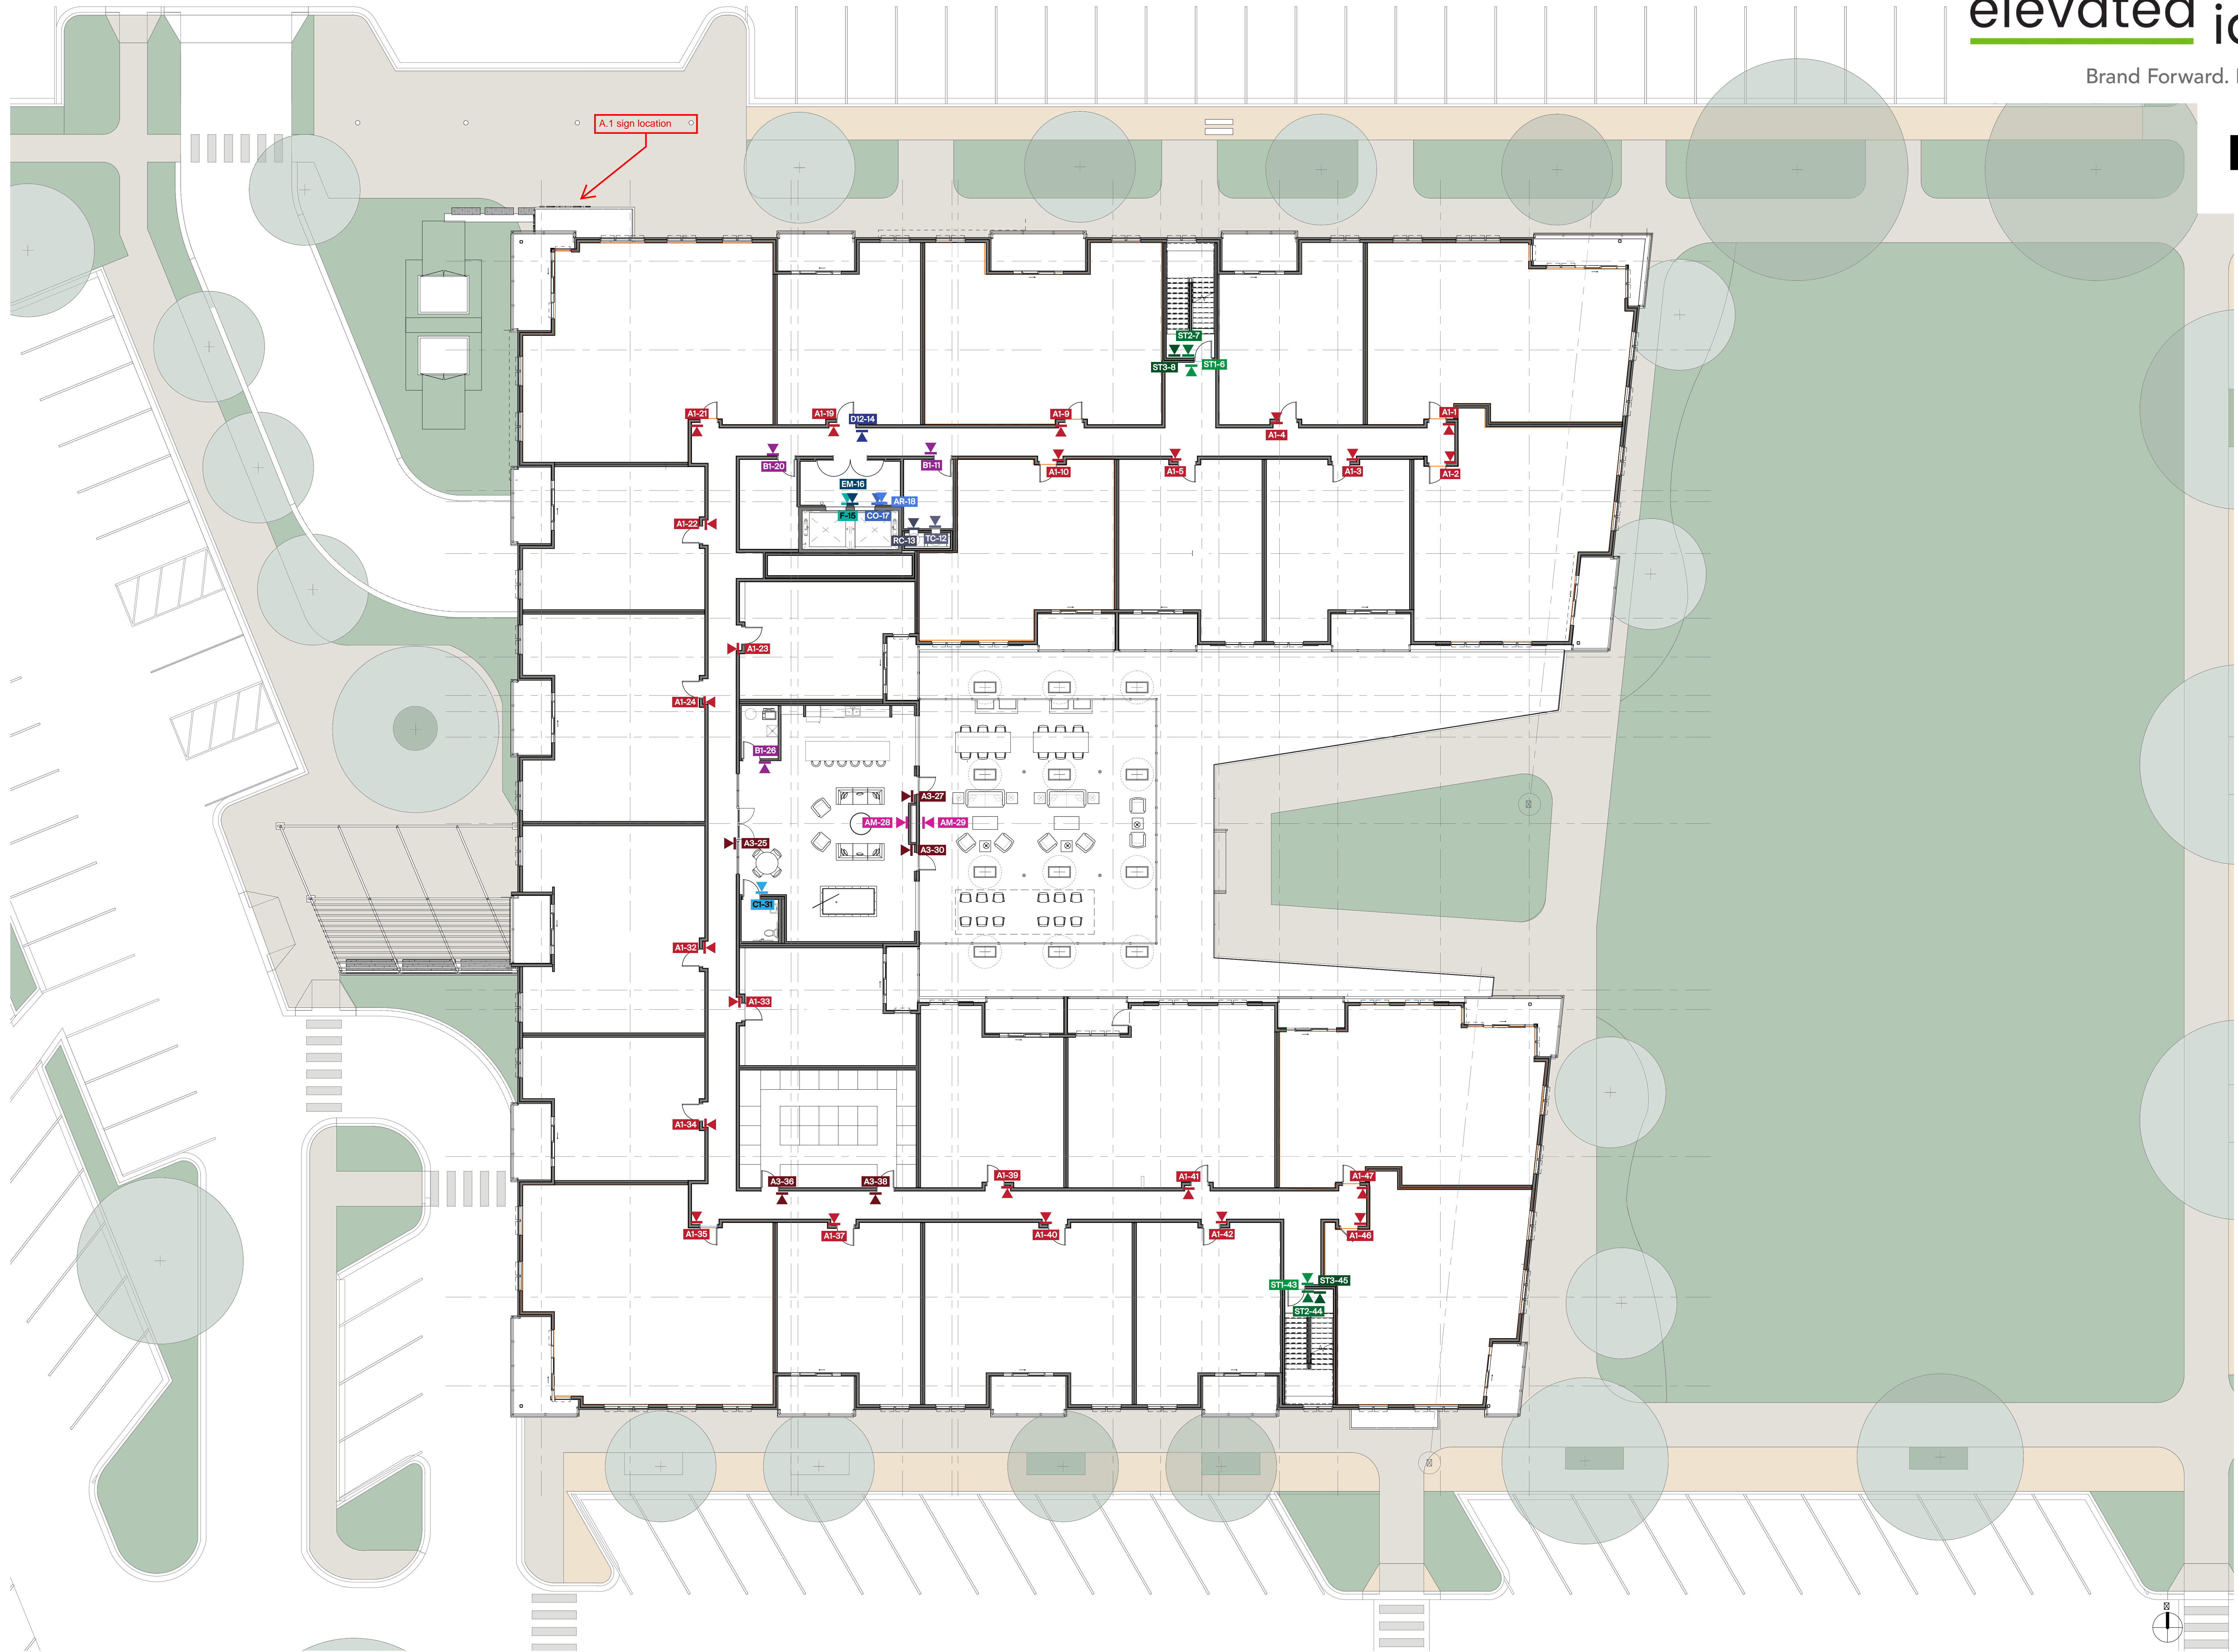 elevated
Brand Forward.
A.1 sign location
ST2-7
ST3-8
ST1-6
A1-21
A1-19
D12-14
A1-9
A1-4
A1-1
B1-20
B1-11
A1-10
A1-5
A1-3
A1-2
EM-16
AR-18
F-15
CO-17
A1-22
RC-13
TC-12
A1-23
A1-24
B1-26
A3-27
AM-28
AM-29
A3-25
A3-30
C1-31
A1-32
A1-33
A1-34
A3-36
A3-38
A1-39
A1-41
A1-47
A1-35
A1-37
A1-40
A1-42
A1-46
ST1-43
ST3-45
ST2-44